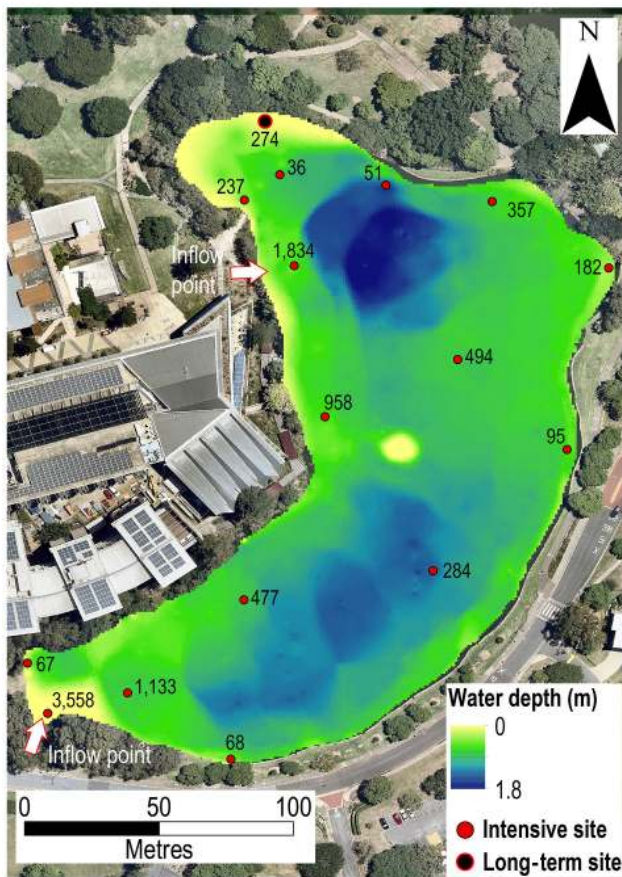 N
274
36
51
237
357
Inflow
point
1,834
182
494
958
95
284
477
67
1,133
3,558
Inflow point
68
Water depth (m)
0
1.8
0 50 100
Metres
Intensive site
Long-term site